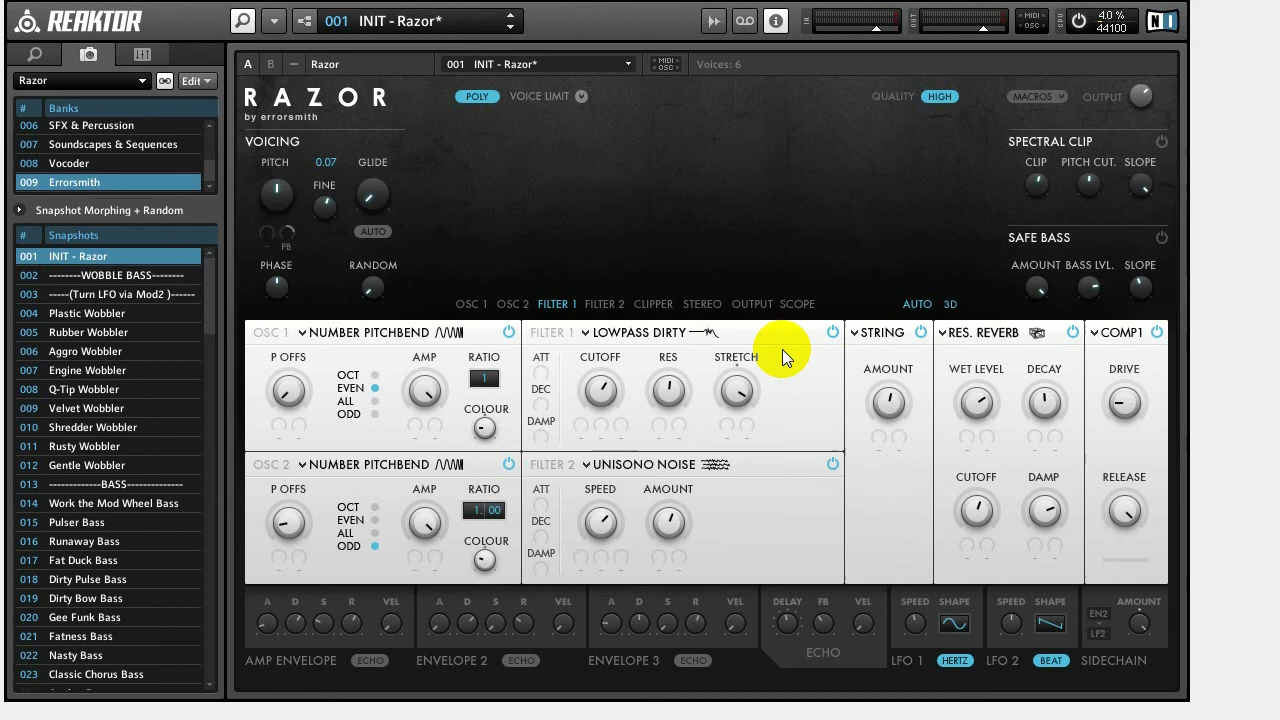 REAKTOR
001 INIT - Razor*
IN
OUT
MIDI
OSC
CPU
4.0 %
44100
Razor
Edit
# Banks
006 SFX & Percussion
007 Soundscapes & Sequences
008 Vocoder
009 Errorsmith
Snapshot Morphing + Random
# Snapshots
001 INIT - Razor
002 --------WOBBLE BASS--------
003 -----(Turn LFO via Mod2 )------
004 Plastic Wobbler
005 Rubber Wobbler
006 Aggro Wobbler
007 Engine Wobbler
008 Q-Tip Wobbler
009 Velvet Wobbler
010 Shredder Wobbler
011 Rusty Wobbler
012 Gentle Wobbler
013 -------------BASS--------------
014 Work the Mod Wheel Bass
015 Pulser Bass
016 Runaway Bass
017 Fat Duck Bass
018 Dirty Pulse Bass
019 Dirty Bow Bass
020 Gee Funk Bass
021 Fatness Bass
022 Nasty Bass
023 Classic Chorus Bass
A B Razor 001 INIT - Razor* MIDI OSC Voices: 6
RAZOR
by errorsmith
POLY VOICE LIMIT
QUALITY HIGH MACROS OUTPUT
VOICING
PITCH 0.07 GLIDE
FINE
PB
AUTO
PHASE RANDOM
SPECTRAL CLIP
CLIP PITCH CUT. SLOPE
SAFE BASS
AMOUNT BASS LVL. SLOPE
OSC 1 OSC 2 FILTER 1 FILTER 2 CLIPPER STEREO OUTPUT SCOPE AUTO 3D
OSC 1 NUMBER PITCHBEND
P OFFS AMP RATIO
OCT
EVEN
ALL
ODD
1
COLOUR
FILTER 1 LOWPASS DIRTY
ATT CUTOFF RES STRETCH
DEC
DAMP
STRING
AMOUNT
RES. REVERB
WET LEVEL DECAY
CUTOFF DAMP
COMP1
DRIVE
RELEASE
OSC 2 NUMBER PITCHBEND
P OFFS AMP RATIO
OCT
EVEN
ALL
ODD
1. 00
COLOUR
FILTER 2 UNISONO NOISE
ATT SPEED AMOUNT
DEC
DAMP
A D S R VEL
A D S R VEL
A D S R VEL
DELAY FB VEL
SPEED SHAPE
SPEED SHAPE
EN2
LF2
AMOUNT
AMP ENVELOPE ECHO
ENVELOPE 2 ECHO
ENVELOPE 3 ECHO
ECHO
LFO 1 HERTZ
LFO 2 BEAT
SIDECHAIN